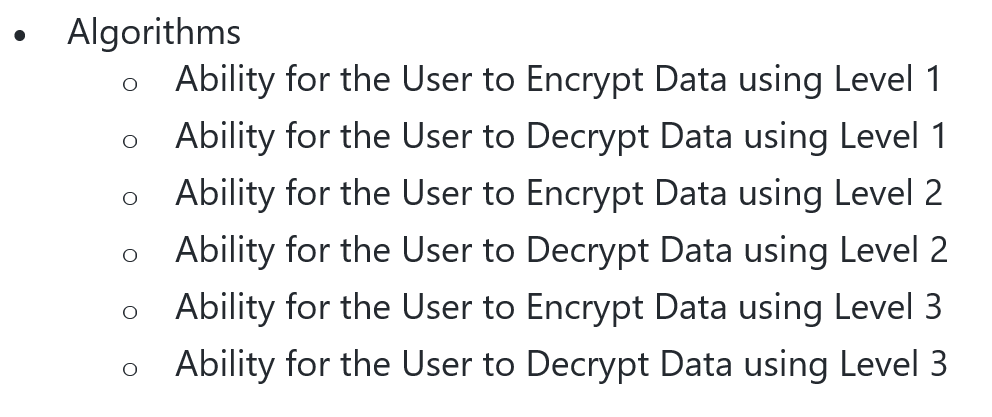 • Algorithms
o Ability for the User to Encrypt Data using Level 1
o Ability for the User to Decrypt Data using Level 1
o Ability for the User to Encrypt Data using Level 2
o Ability for the User to Decrypt Data using Level 2
o Ability for the User to Encrypt Data using Level 3
o Ability for the User to Decrypt Data using Level 3